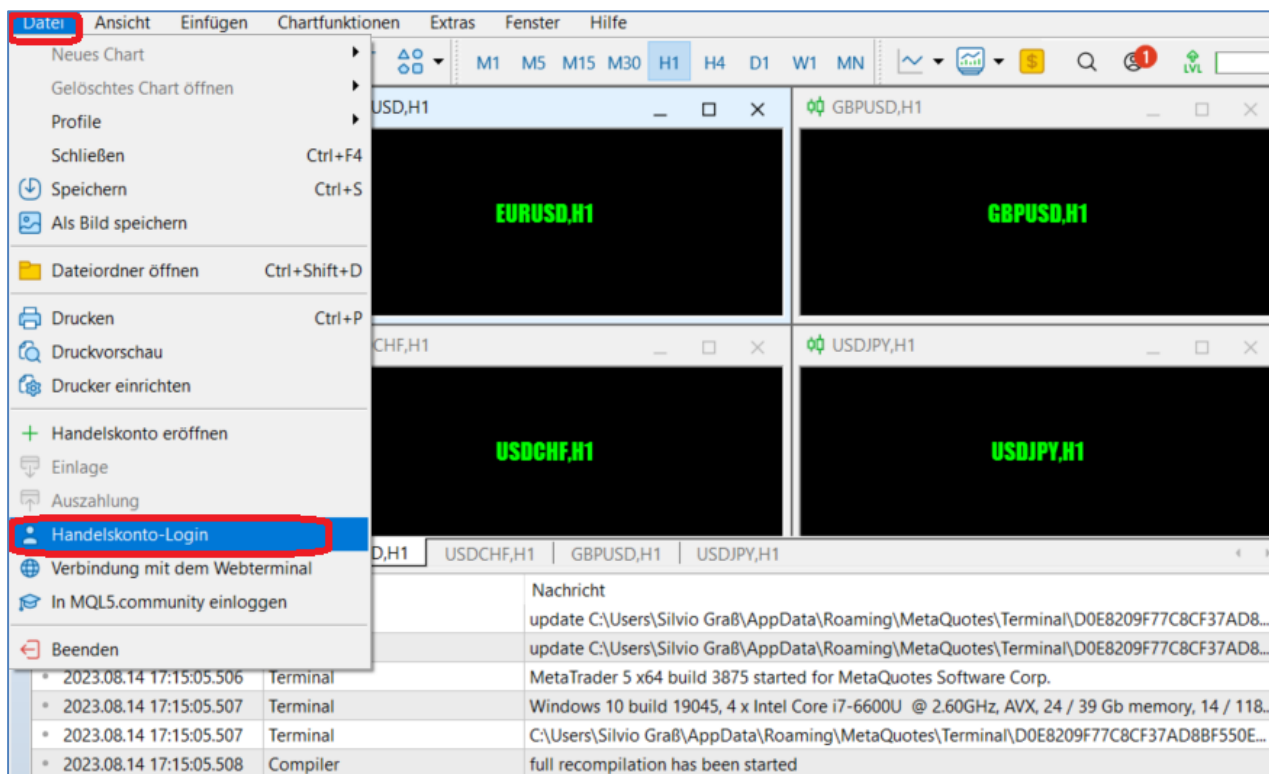 Datei Ansicht Einfügen Chartfunktionen Extras Fenster Hilfe
Neues Chart
Gelöschtes Chart öffnen
Profile
Schließen Ctrl+F4
Speichern Ctrl+S
Als Bild speichern
Dateiordner öffnen Ctrl+Shift+D
Drucken Ctrl+P
Druckvorschau
Drucker einrichten
Handelskonto eröffnen
Einlage
Auszahlung
Handelskonto-Login
Verbindung mit dem Webterminal
In MQL5.community einloggen
Beenden
M1 M5 M15 M30 H1 H4 D1 W1 MN $ 1 LVL
USD,H1 GBPUSD,H1
EURUSD,H1 GBPUSD,H1
CHF,H1 USDJPY,H1
USDCHF,H1 USDJPY,H1
D,H1 USDCHF,H1 GBPUSD,H1 USDJPY,H1
Nachricht
update C:\Users\Silvio Graß\AppData\Roaming\MetaQuotes\Terminal\D0E8209F77C8CF37AD8...
update C:\Users\Silvio Graß\AppData\Roaming\MetaQuotes\Terminal\D0E8209F77C8CF37AD8...
2023.08.14 17:15:05.506 Terminal MetaTrader 5 x64 build 3875 started for MetaQuotes Software Corp.
2023.08.14 17:15:05.507 Terminal Windows 10 build 19045, 4 x Intel Core i7-6600U @ 2.60GHz, AVX, 24 / 39 Gb memory, 14 / 118...
2023.08.14 17:15:05.507 Terminal C:\Users\Silvio Graß\AppData\Roaming\MetaQuotes\Terminal\D0E8209F77C8CF37AD8BF550E...
2023.08.14 17:15:05.508 Compiler full recompilation has been started